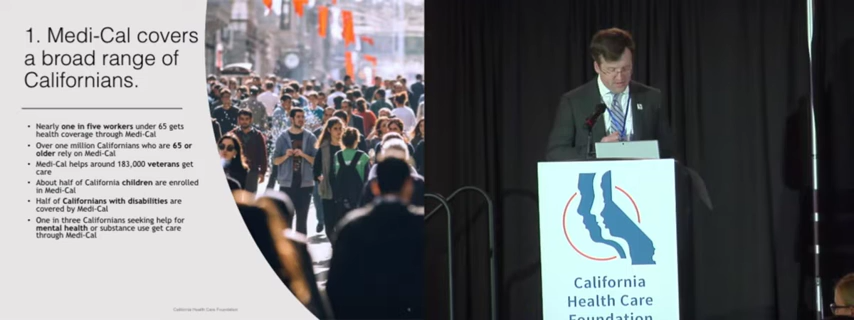 1. Medi-Cal covers
a broad range of
Californians.
• Nearly one in five workers under 65 gets
health coverage through Medi-Cal
• Over one million Californians who are 65 or
older rely on Medi-Cal
• Medi-Cal helps around 183,000 veterans get
care
• About half of California children are enrolled
in Medi-Cal
• Half of Californians with disabilities are
covered by Medi-Cal
• One in three Californians seeking help for
mental health or substance use get care
through Medi-Cal
California Health Care Foundation
California
Health Care
Foundation